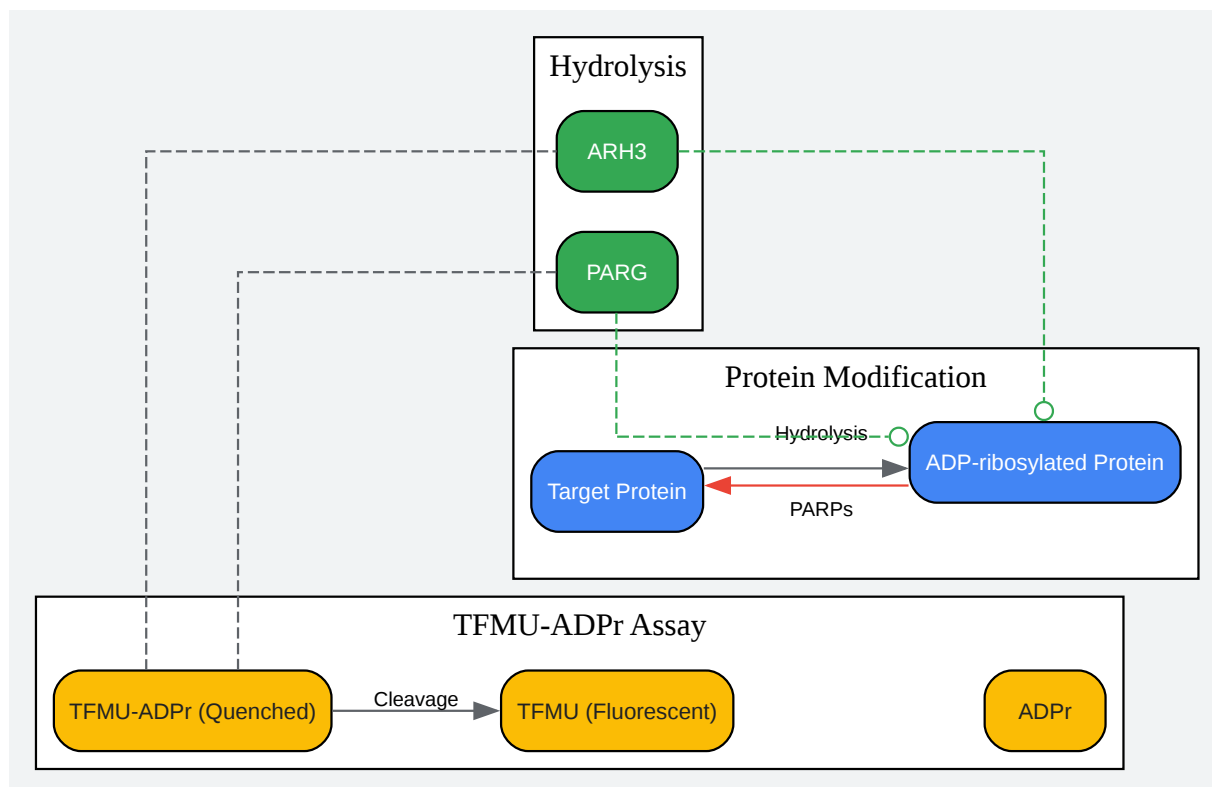 Hydrolysis
ARH3
PARG
Protein Modification
Hydrolysis
ADP-ribosylated Protein
Target Protein
PARPs
TFMU-ADPr Assay
Cleavage
TFMU-ADPr (Quenched)
TFMU (Fluorescent)
ADPr